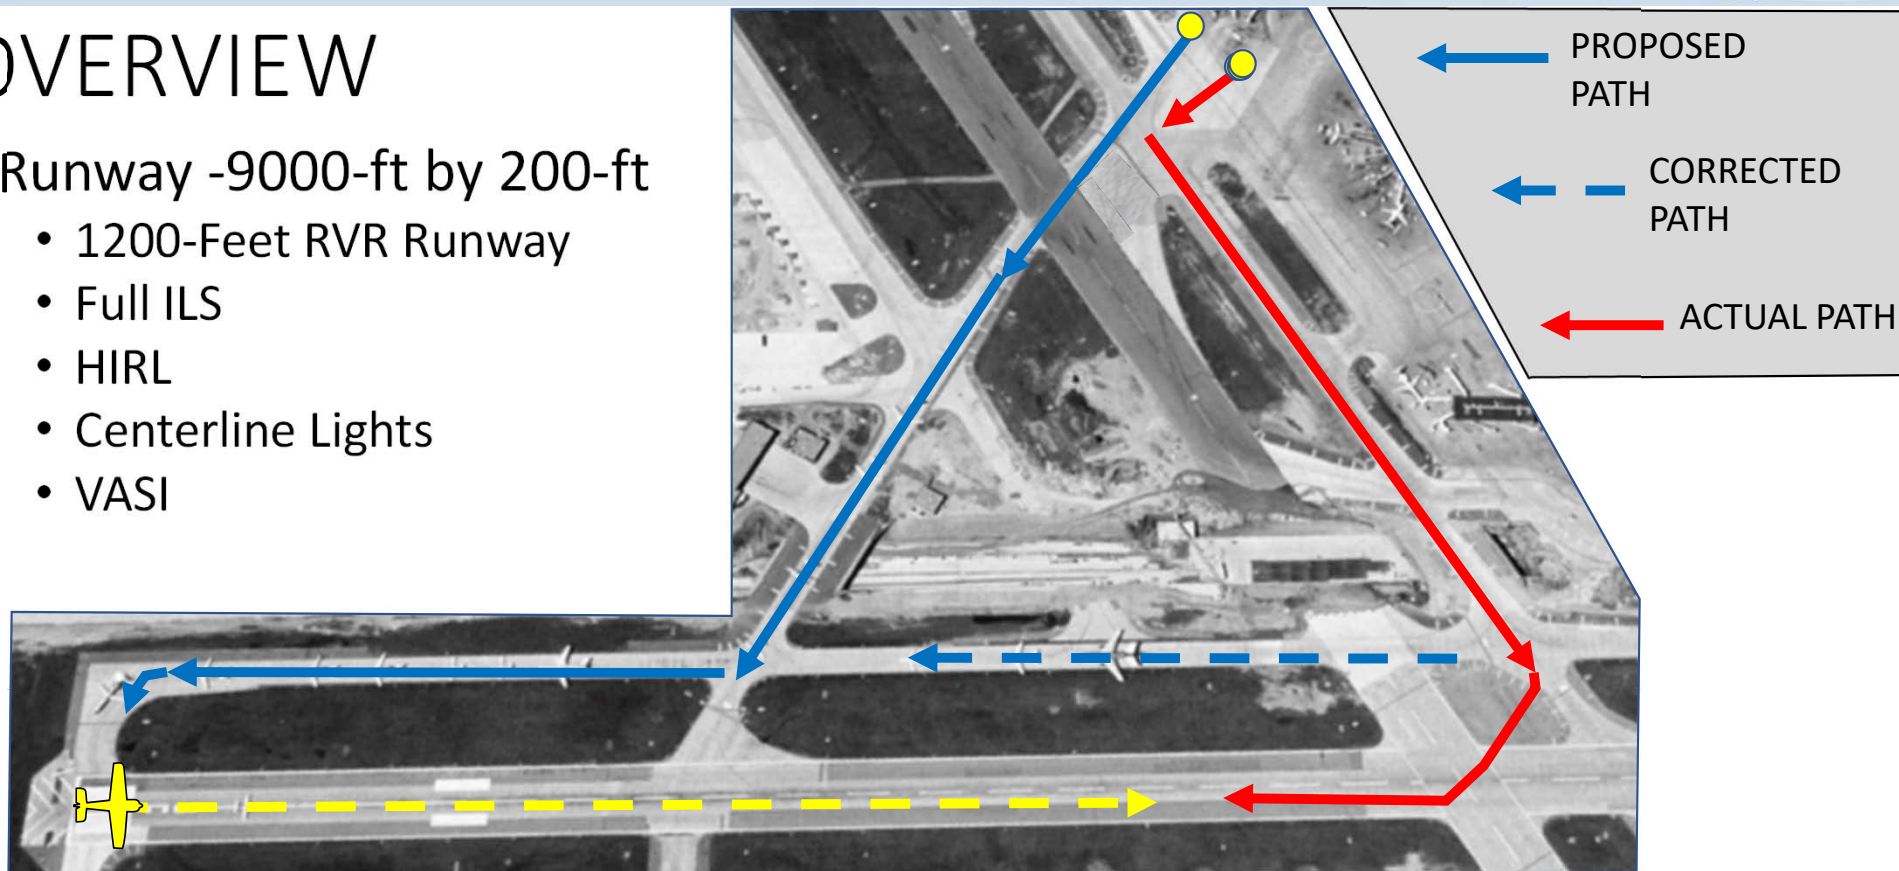 OVERVIEW
Runway -9000-ft by 200-ft
• 1200-Feet RVR Runway
• Full ILS
• HIRL
• Centerline Lights
• VASI
PROPOSED
PATH
CORRECTED
PATH
ACTUAL PATH